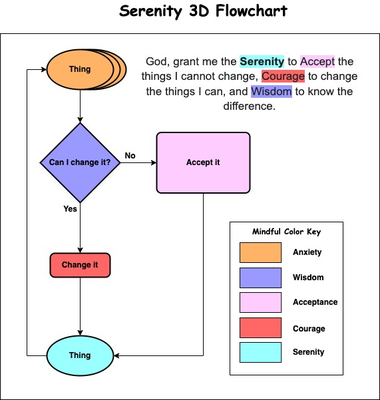 Serenity 3D Flowchart
God, grant me the Serenity to Accept the
things I cannot change, Courage to change
the things I can, and Wisdom to know the
difference.
Thing
Can I change it?
No
Accept it
Yes
Change it
Thing
Mindful Color Key
Anxiety
Wisdom
Acceptance
Courage
Serenity